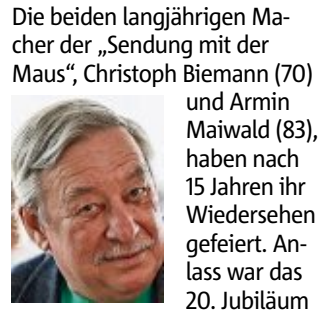 Die beiden langjährigen Ma-
cher der „Sendung mit der
Maus“, Christoph Biemann (70)
und Armin
Maiwald (83),
haben nach
15 Jahren ihr
Wiedersehen
gefeiert. An-
lass war das
20. Jubiläum